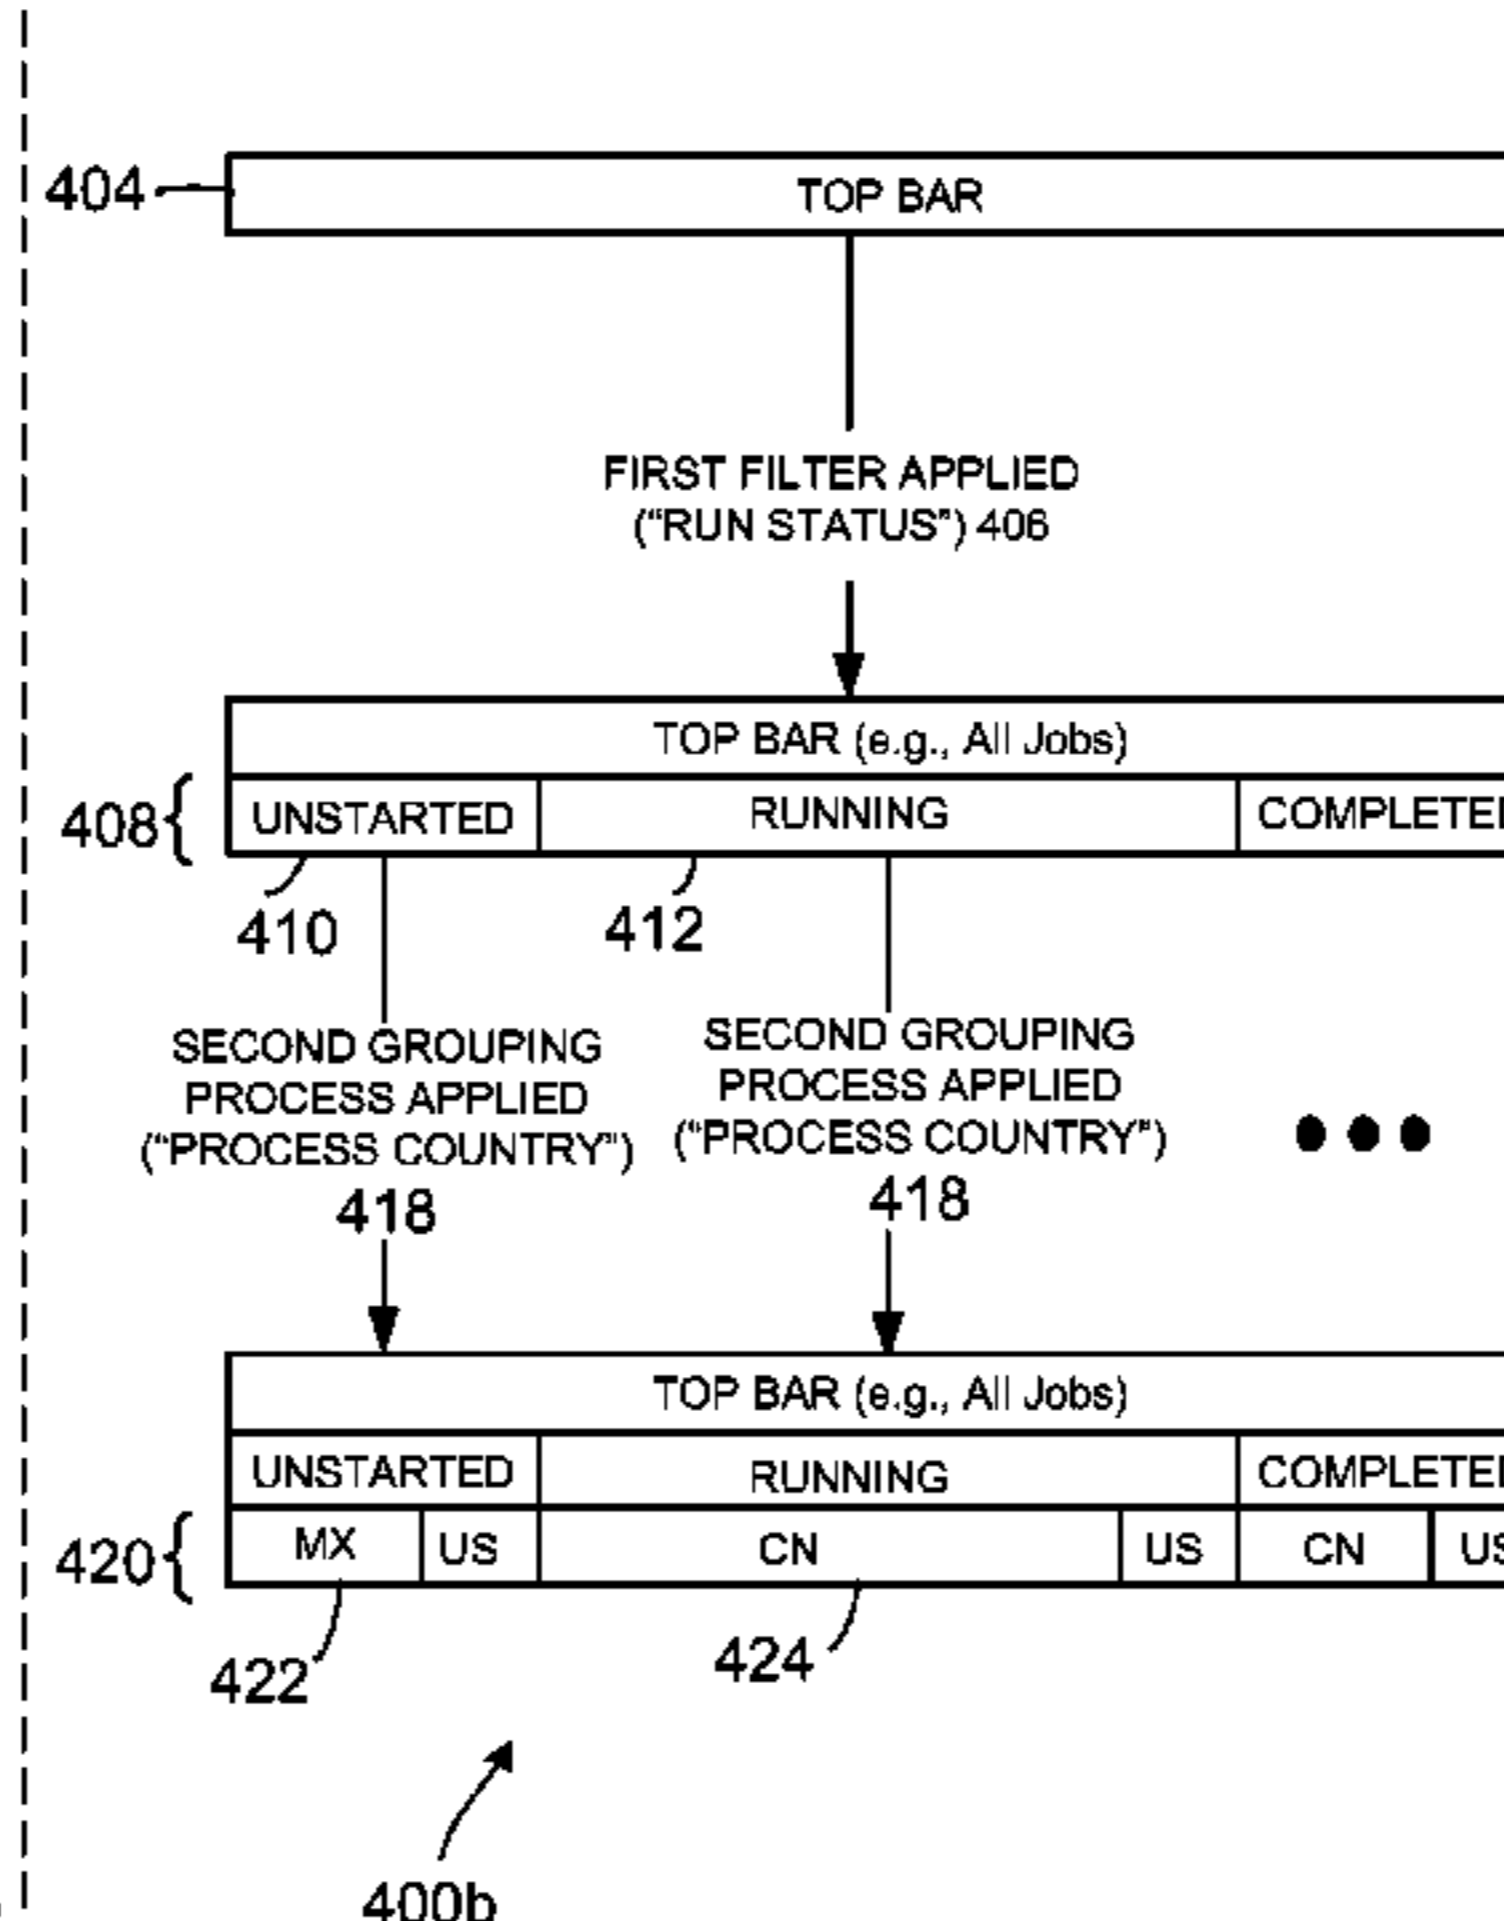 404
TOP BAR
FIRST FILTER APPLIED
(“RUN STATUS”) 406
TOP BAR (e.g., All Jobs)
408 UNSTARTED RUNNING
410 412
SECOND GROUPING
PROCESS APPLIED
(“PROCESS COUNTRY”)
418
SECOND GROUPING
PROCESS APPLIED
(“PROCESS COUNTRY”)
418
TOP BAR (e.g., All Jobs)
UNSTARTED RUNNING
420 MX US CN US CN
422 424
400b